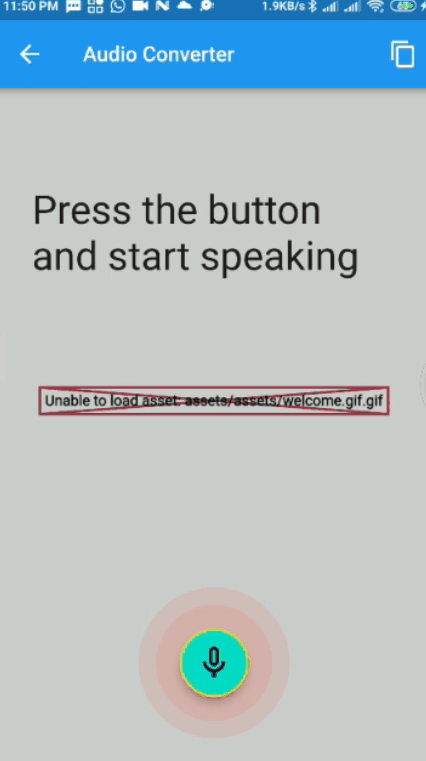 11:50 PM
1.9KB/s
Audio Converter
Press the button
and start speaking
Unable to load asset: assets/assets/welcome.gif.gif